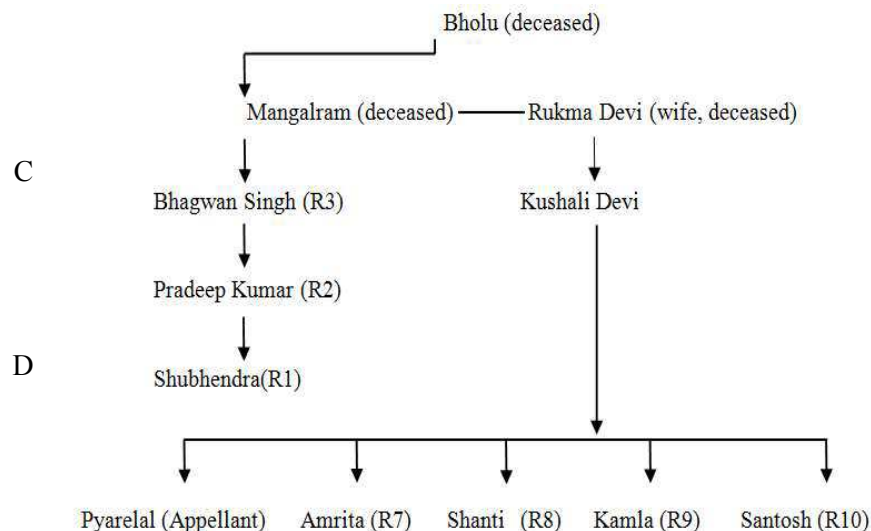 Bholu (deceased)
Mangalram (deceased) Rukma Devi (wife, deceased)
C
Bhagwan Singh (R3) Kushali Devi
Pradeep Kumar (R2)
D
Shubhendra(R1)
Pyarelal (Appellant) Amrita (R7) Shanti (R8) Kamla (R9) Santosh (R10)